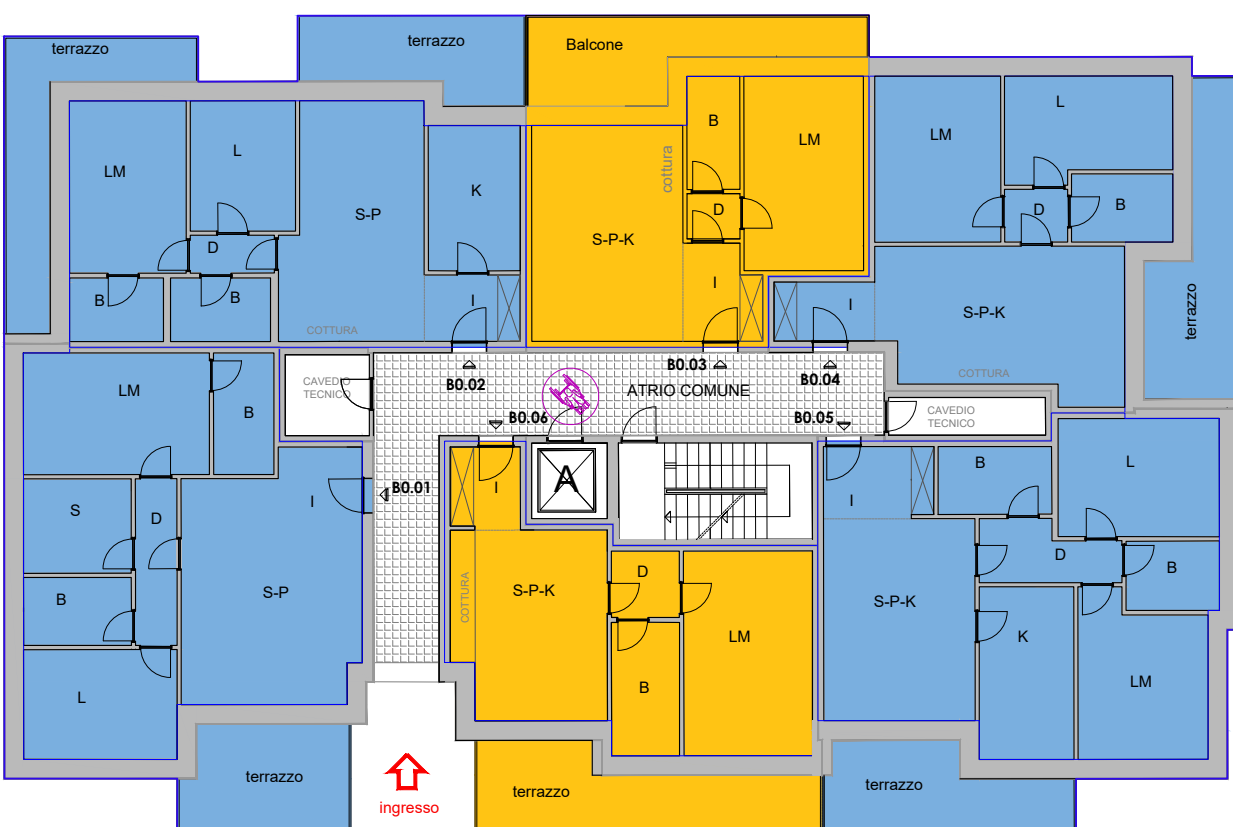 terrazzo
terrazzo
Balcone
LM
L
S-P
K
D
B
B
I
COTTURA
S-P-K
cottura
B
D
LM
I
LM
L
D
B
I
S-P-K
COTTURA
terrazzo
B0.02
B0.03
B0.04
ATRIO COMUNE
B0.06
B0.05
B0.01
CAVEDIO
TECNICO
CAVEDIO
TECNICO
LM
B
S
D
B
L
I
S-P
terrazzo
ingresso
I
A
COTTURA
S-P-K
D
B
LM
terrazzo
I
B
L
D
B
S-P-K
K
LM
terrazzo